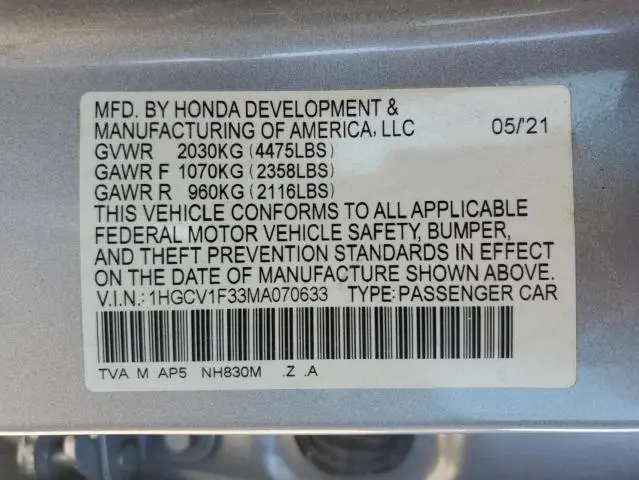 MFD. BY HONDA DEVELOPMENT &
MANUFACTURING OF AMERICA, LLC 05/'21
GVWR 2030KG (4475LBS)
GAWR F 1070KG (2358LBS)
GAWR R 960KG (2116LBS)
THIS VEHICLE CONFORMS TO ALL APPLICABLE
FEDERAL MOTOR VEHICLE SAFETY, BUMPER,
AND THEFT PREVENTION STANDARDS IN EFFECT
ON THE DATE OF MANUFACTURE SHOWN ABOVE.
V.I.N.: 1HGCV1F33MA070633 TYPE: PASSENGER CAR
TVA M AP5 NH830M .Z .A